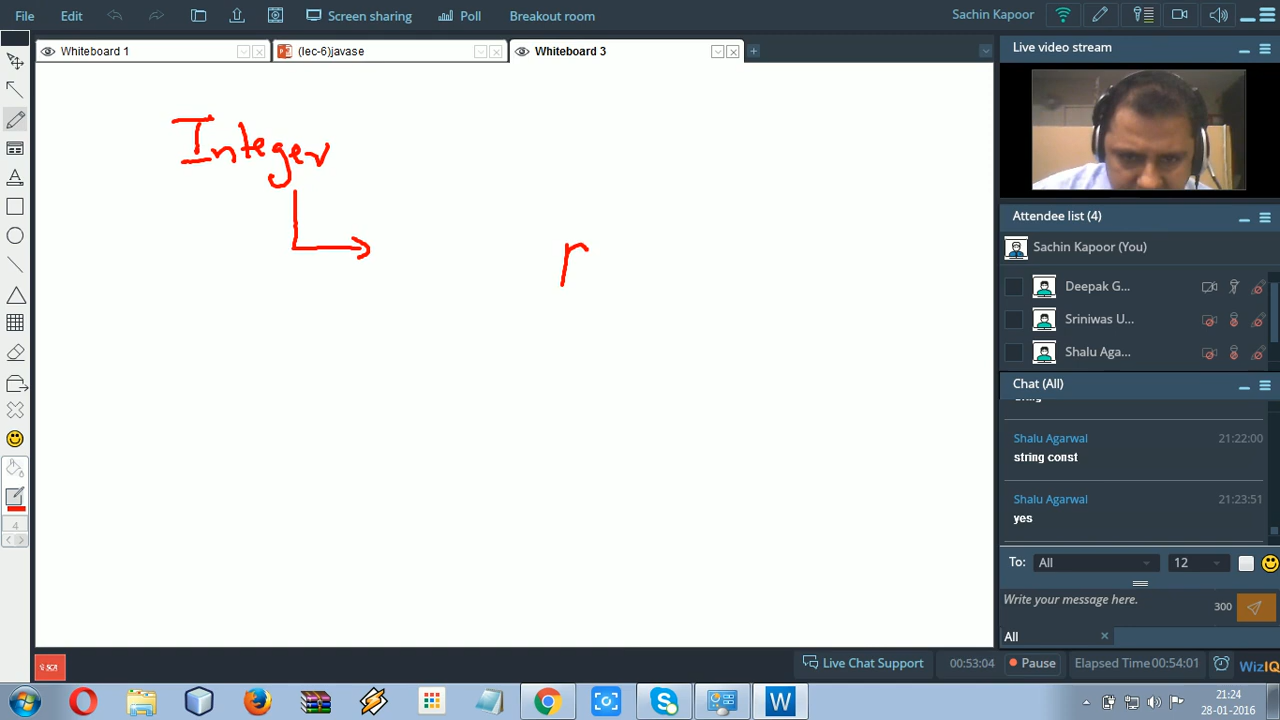 File Edit Screen sharing Poll Breakout room Sachin Kapoor
Whiteboard 1 (lec-6)javase Whiteboard 3
Live video stream
Integer
r
Attendee list (4)
Sachin Kapoor (You)
Deepak G...
Sriniwas U...
Shalu Aga...
Chat (All)
Shalu Agarwal 21:22:00
string const
Shalu Agarwal 21:23:51
yes
4
To: All 12
Write your message here. 300
All
Live Chat Support 00:53:04 Pause Elapsed Time 00:54:01 WizIQ
21:24
28-01-2016